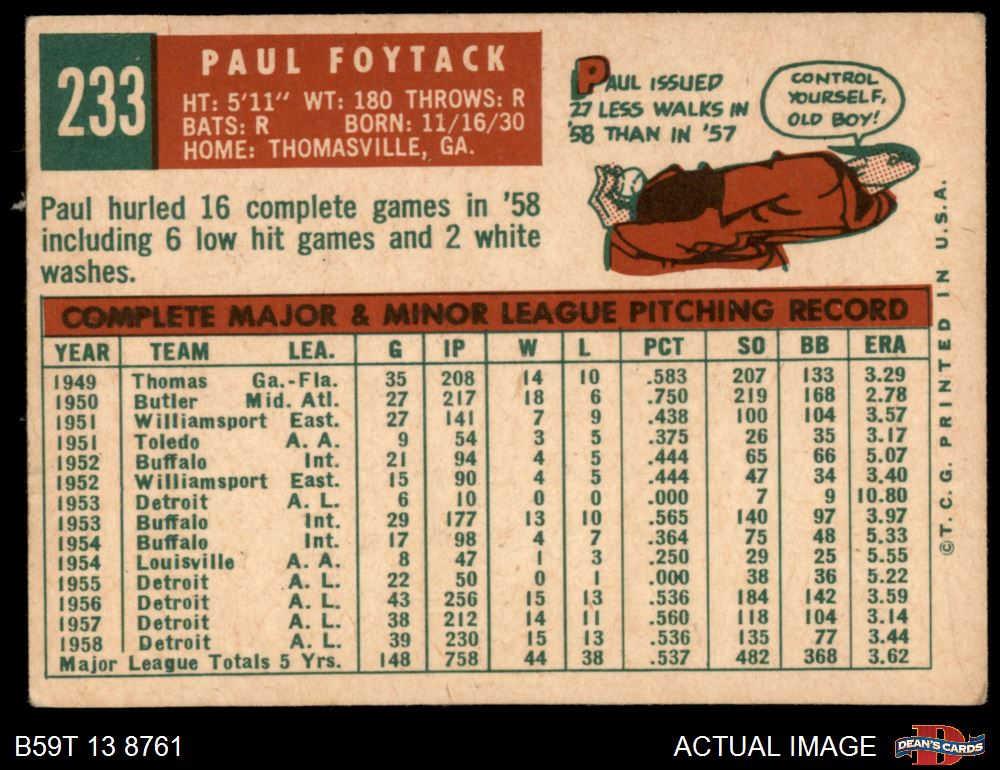 233
PAUL FOYTACK
HT: 5'11" WT: 180 THROWS: R
BATS: R BORN: 11/16/30
HOME: THOMASVILLE, GA.
PAUL ISSUED
27 LESS WALKS IN
'58 THAN IN '57
CONTROL
YOURSELF,
OLD BOY!
Paul hurled 16 complete games in '58
including 6 low hit games and 2 white
washes.
COMPLETE MAJOR & MINOR LEAGUE PITCHING RECORD
YEAR TEAM LEA. G IP W L PCT SO BB ERA
1949 Thomas Ga.-Fla. 35 208 14 10 .583 207 133 3.29
1950 Butler Mid. Atl. 27 217 18 6 .750 219 168 2.78
1951 Williamsport East. 27 141 7 9 .438 100 104 3.57
1951 Toledo A. A. 9 54 3 5 .375 26 35 3.17
1952 Buffalo Int. 21 94 4 5 .444 65 66 5.07
1952 Williamsport East. 15 90 4 5 .444 47 34 3.40
1953 Detroit A. L. 6 10 0 0 .000 7 9 10.80
1953 Buffalo Int. 29 177 13 10 .565 140 97 3.97
1954 Buffalo Int. 17 98 4 7 .364 75 48 5.33
1954 Louisville A. A. 8 47 1 3 .250 29 25 5.55
1955 Detroit A. L. 22 50 0 1 .000 38 36 5.22
1956 Detroit A. L. 43 256 15 13 .536 184 142 3.59
1957 Detroit A. L. 38 212 14 11 .560 118 104 3.14
1958 Detroit A. L. 39 230 15 13 .536 135 77 3.44
Major League Totals 5 Yrs. 148 758 44 38 .537 482 368 3.62
©T. C. G. PRINTED IN U.S.A.
B59T 13 8761
ACTUAL IMAGE
D
DEAN'S CARDS